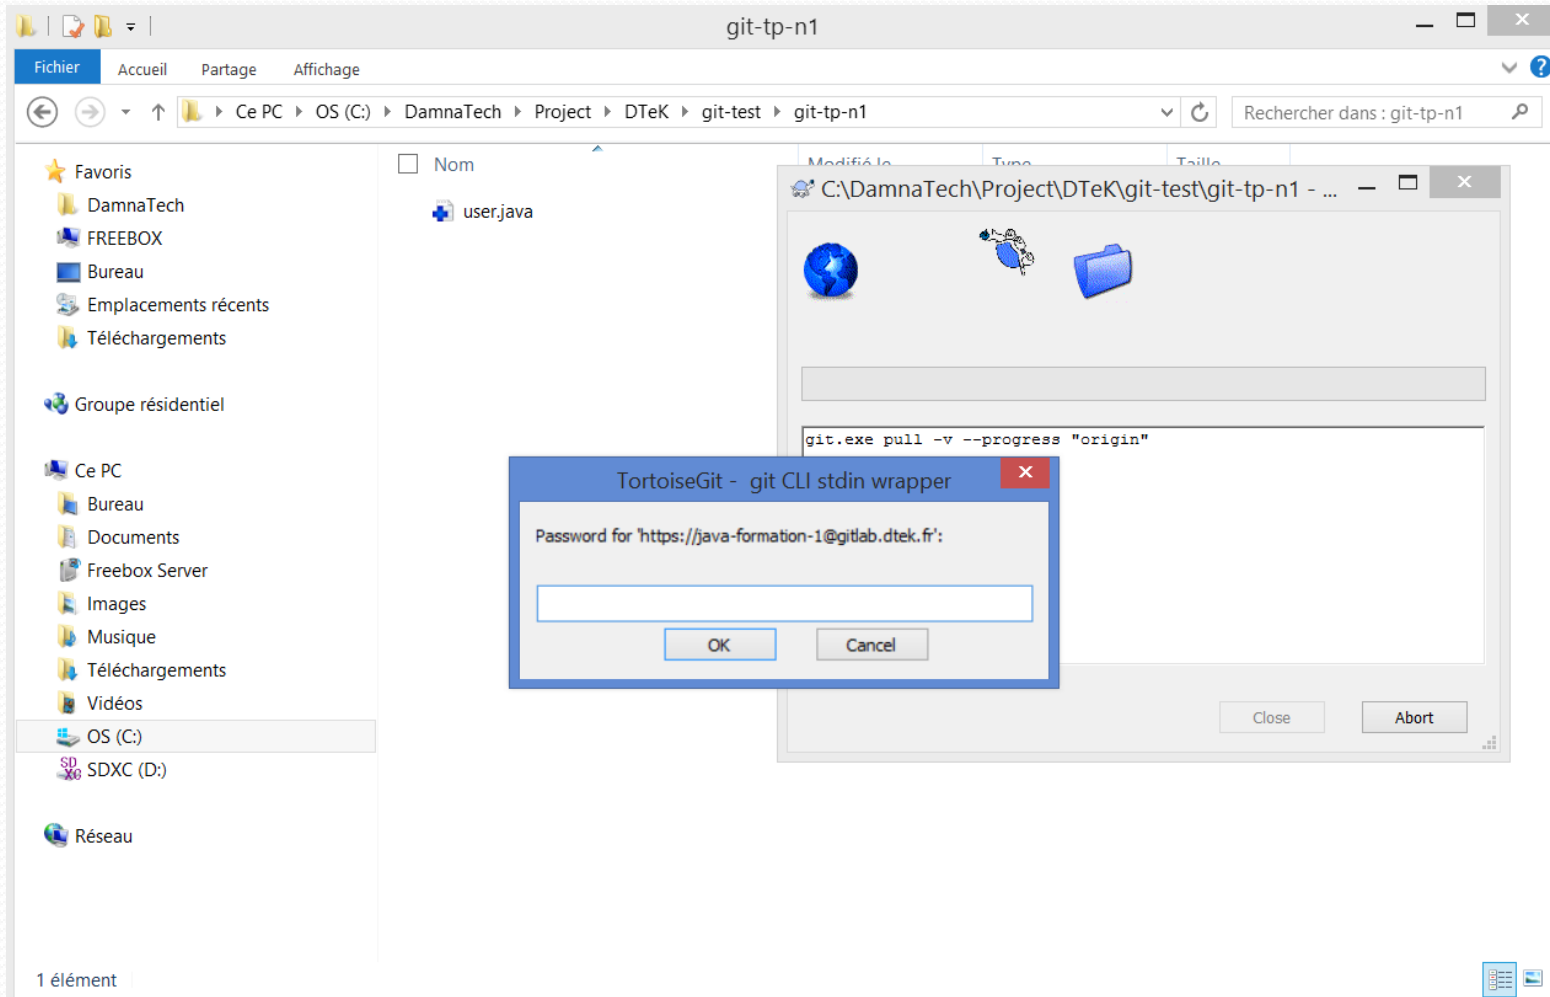 git-tp-n1
Fichier
Accueil
Partage
Affichage
Ce PC
OS (C:)
DamnaTech
Project
DTeK
git-test
git-tp-n1
Rechercher dans : git-tp-n1
Favoris
DamnaTech
FREEBOX
Bureau
Emplacements récents
Téléchargements
Groupe résidentiel
Ce PC
Bureau
Documents
Freebox Server
Images
Musique
Téléchargements
Vidéos
OS (C:)
SDXC (D:)
Réseau
Nom
Modifié le
Type
Taille
user.java
C:\DamnaTech\Project\DTeK\git-test\git-tp-n1 - ...
git.exe pull -v --progress "origin"
TortoiseGit - git CLI stdin wrapper
Password for 'https://java-formation-1@gitlab.dtek.fr':
OK
Cancel
Close
Abort
1 élément